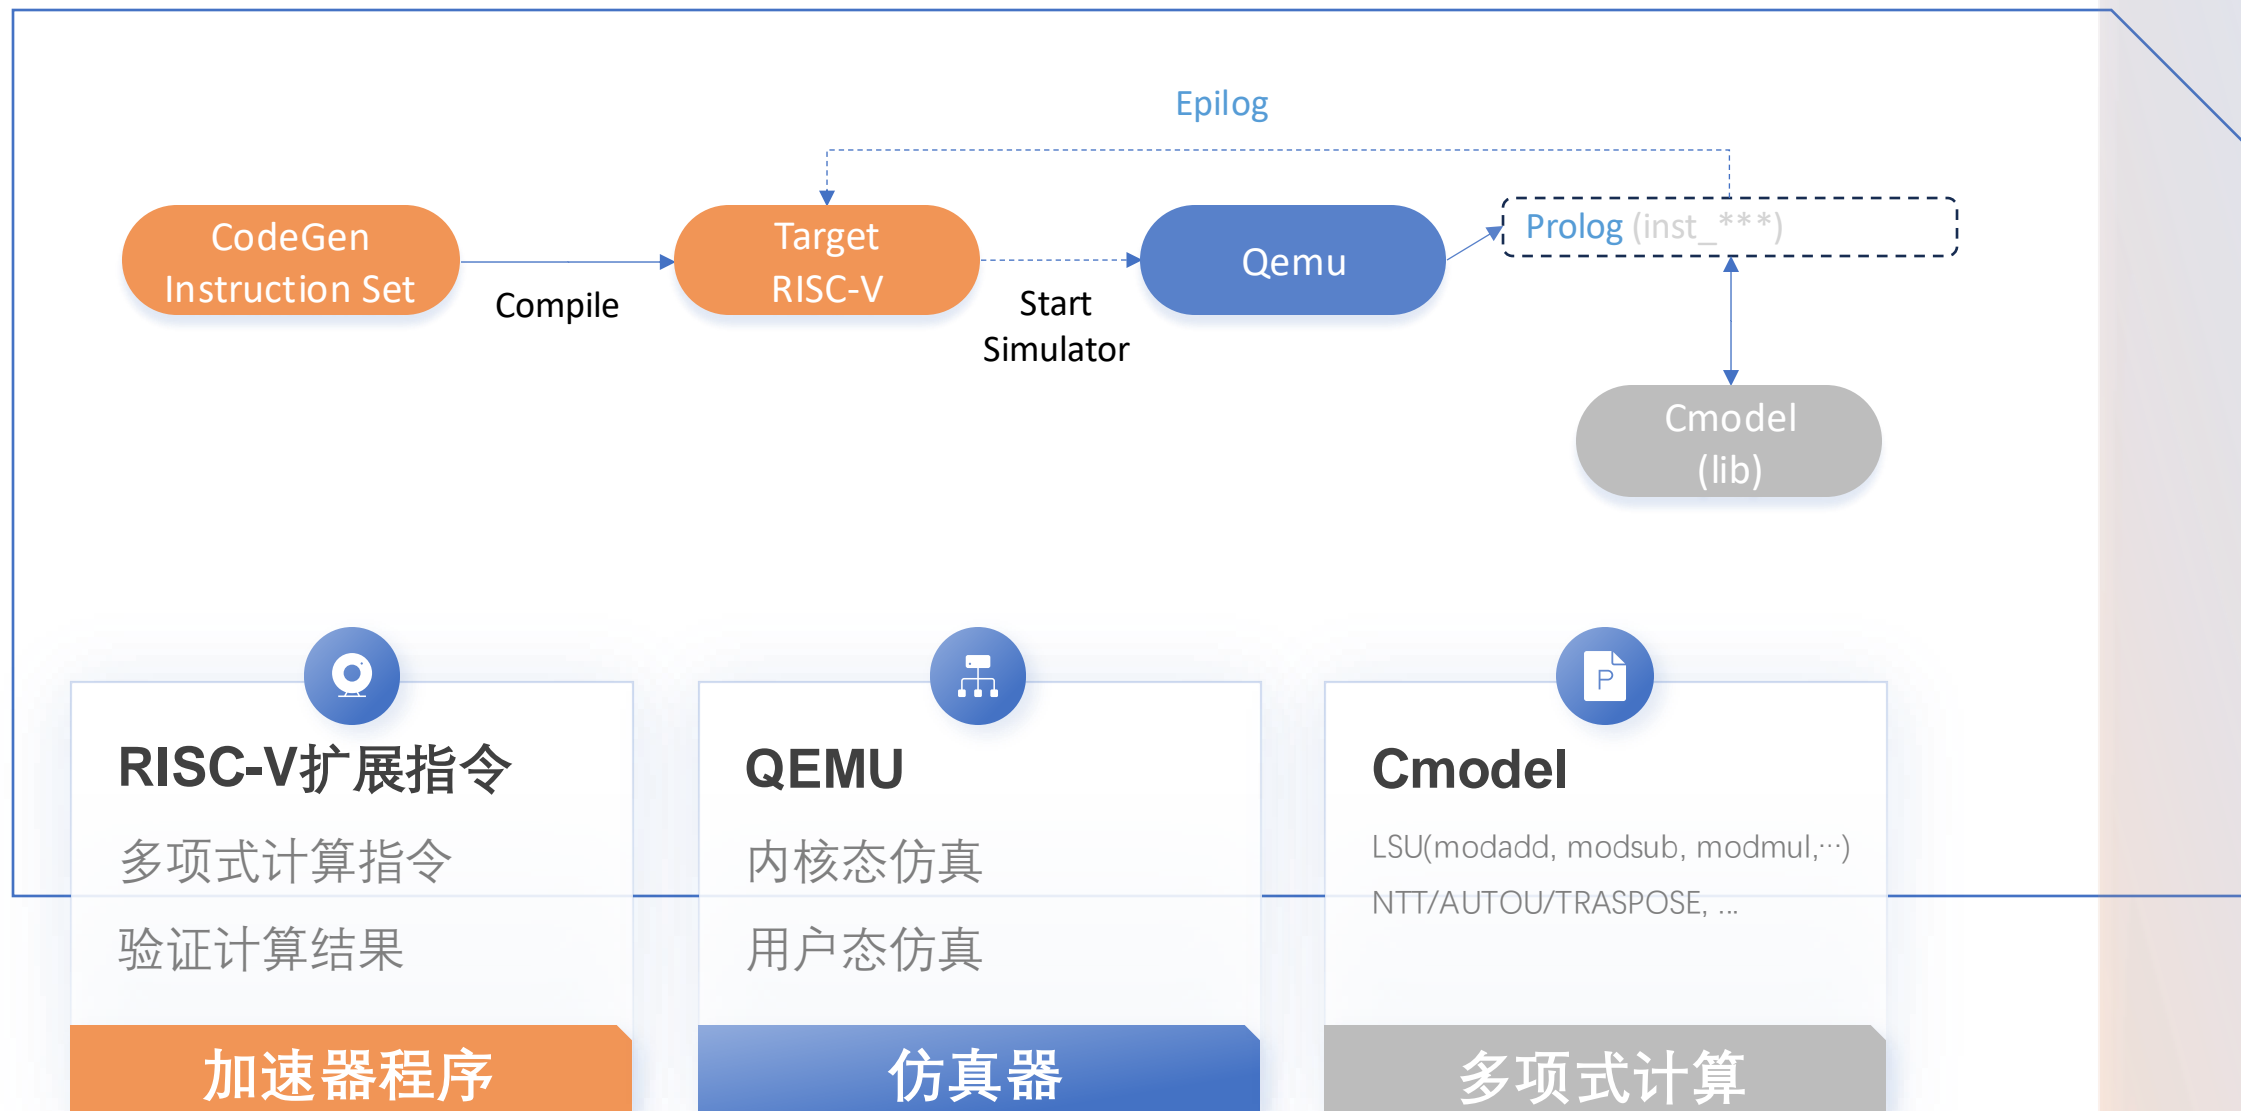 Epilog
CodeGen
Instruction Set
Compile
Target
RISC-V
Start
Simulator
Qemu
Prolog (inst_***)
Cmodel
(lib)
RISC-V扩展指令
多项式计算指令
验证计算结果
加速器程序
QEMU
内核态仿真
用户态仿真
仿真器
Cmodel
LSU(modadd, modsub, modmul,···)
NTT/AUTOU/TRASPOSE, ...
多项式计算